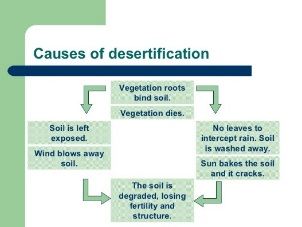 Causes of desertification
Vegetation roots
bind soil.
Vegetation dies.
Soil is left
exposed.
Wind blows away
soil.
No leaves to
intercept rain. Soil
is washed away.
Sun bakes the soil
and it cracks.
The soil is
degraded, losing
fertility and
structure.